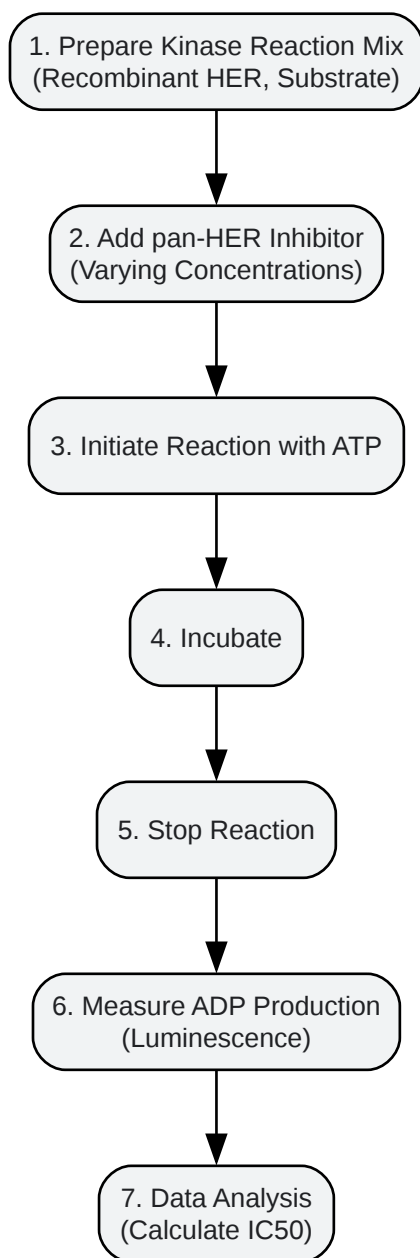 1. Prepare Kinase Reaction Mix
(Recombinant HER, Substrate)
2. Add pan-HER Inhibitor
(Varying Concentrations)
3. Initiate Reaction with ATP
4. Incubate
5. Stop Reaction
6. Measure ADP Production
(Luminescence)
7. Data Analysis
(Calculate IC50)